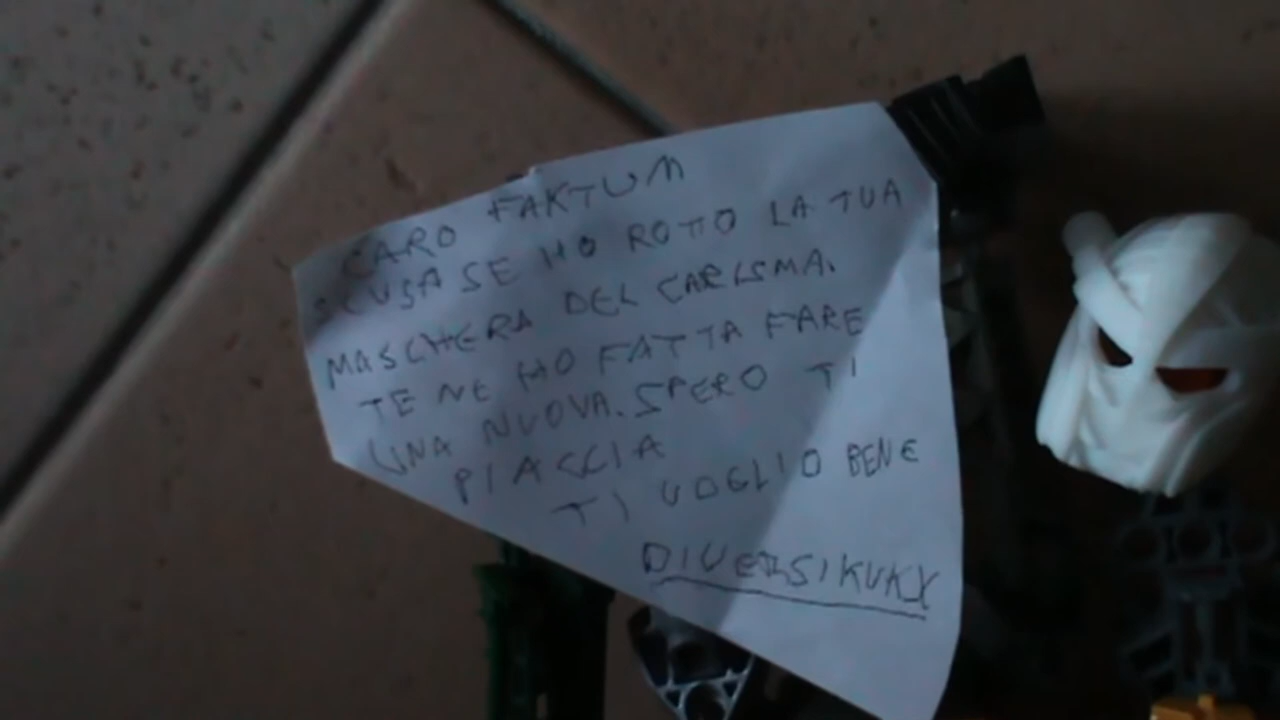 CARO FAKTUM
SCUSA SE HO ROTTO LA TUA
MASCHERA DEL CARISMA.
TE NE HO FATTA FARE
UNA NUOVA. SPERO TI
PIACCIA
TI VOGLIO BENE
DIVERSIKUKY